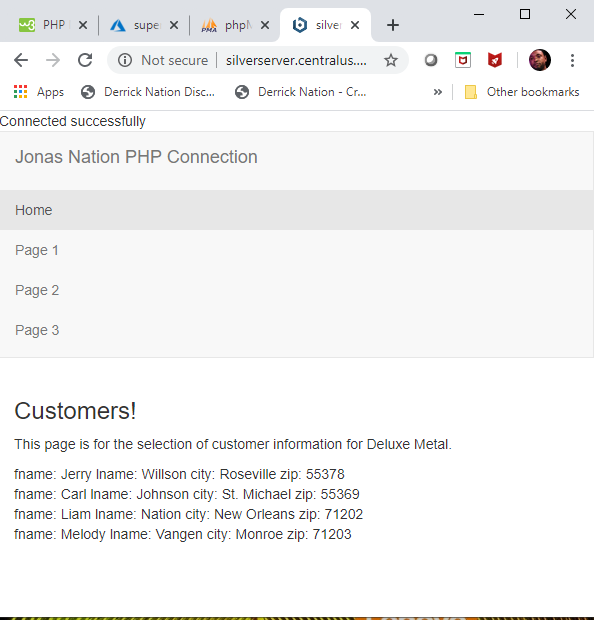 PHP
supe
phpM
silver
Not secure
silverserver.centralus....
Apps
Derrick Nation Disc...
Derrick Nation - Cr...
»
Other bookmarks
Connected successfully
Jonas Nation PHP Connection
Home
Page 1
Page 2
Page 3
Customers!
This page is for the selection of customer information for Deluxe Metal.
fname: Jerry lname: Willson city: Roseville zip: 55378
fname: Carl lname: Johnson city: St. Michael zip: 55369
fname: Liam lname: Nation city: New Orleans zip: 71202
fname: Melody lname: Vangen city: Monroe zip: 71203